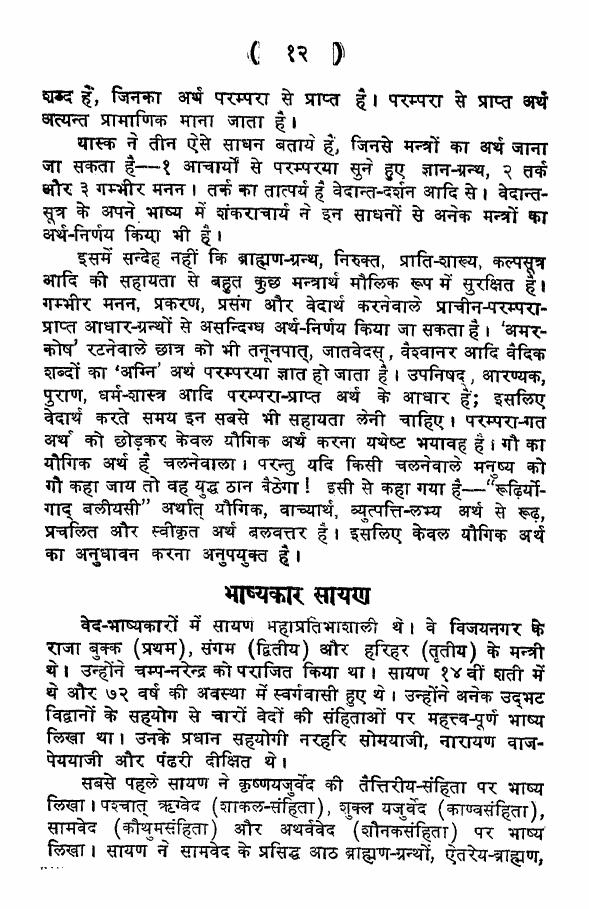 ( १२ )
शब्द हैं, जिनका अर्थ परम्परा से प्राप्त है। परम्परा से प्राप्त अर्थ
अत्यन्त प्रामाणिक माना जाता है।
यास्क ने तीन ऐसे साधन बताये हैं, जिनसे मन्त्रों का अर्थ जाना
जा सकता है—१ आचार्यों से परम्परया सुने हुए ज्ञान-ग्रन्थ, २ तर्क
और ३ गम्भीर मनन। तर्क का तात्पर्य है वेदान्त-दर्शन आदि से। वेदान्त-
सूत्र के अपने भाष्य में शंकराचार्य ने इन साधनों से अनेक मन्त्रों का
अर्थ-निर्णय किया भी है।
इसमें सन्देह नहीं कि ब्राह्मण-ग्रन्थ, निरुक्त, प्राति-शाख्य, कल्पसूत्र
आदि की सहायता से बहुत कुछ मन्त्रार्थ मौलिक रूप में सुरक्षित है।
गम्भीर मनन, प्रकरण, प्रसंग और वेदार्थ करनेवाले प्राचीन-परम्परा-
प्राप्त आधार-ग्रन्थों से असन्दिग्ध अर्थ-निर्णय किया जा सकता है। 'अमर-
कोष' रटनेवाले छात्र को भी तनूनपात्, जातवेदस्, वैश्वानर आदि वैदिक
शब्दों का 'अग्नि' अर्थ परम्परया ज्ञात हो जाता है। उपनिषद्, आरण्यक,
पुराण, धर्म-शास्त्र आदि परम्परा-प्राप्त अर्थ के आधार हैं; इसलिए
वेदार्थ करते समय इन सबसे भी सहायता लेनी चाहिए। परम्परा-गत
अर्थ को छोड़कर केवल यौगिक अर्थ करना यथेष्ट भयावह है। गौ का
यौगिक अर्थ है चलनेवाला। परन्तु यदि किसी चलनेवाले मनुष्य को
गौ कहा जाय तो वह युद्ध ठान बैठेगा! इसी से कहा गया है—"रूढ़िर्यो-
गाद् बलीयसी" अर्थात् यौगिक, वाच्यार्थ, व्युत्पत्ति-लभ्य अर्थ से रूढ़,
प्रचलित और स्वीकृत अर्थ बलवत्तर है। इसलिए केवल यौगिक अर्थ
का अनुधावन करना अनुपयुक्त है।
भाष्यकार सायण
वेद-भाष्यकारों में सायण महाप्रतिभाशाली थे। वे विजयनगर के
राजा बुक्क (प्रथम), संगम (द्वितीय) और हरिहर (तृतीय) के मन्त्री
थे। उन्होंने चम्प-नरेन्द्र को पराजित किया था। सायण १४वीं शती में
थे और ७२ वर्ष की अवस्था में स्वर्गवासी हुए थे। उन्होंने अनेक उद्भट
विद्वानों के सहयोग से चारों वेदों की संहिताओं पर महत्त्व-पूर्ण भाष्य
लिखा था। उनके प्रधान सहयोगी नरहरि सोमयाजी, नारायण वाज-
पेययाजी और पंढरी दीक्षित थे।
सबसे पहले सायण ने कृष्णयजुर्वेद की तैत्तिरीय-संहिता पर भाष्य
लिखा। पश्चात् ऋग्वेद (शाकल-संहिता), शुक्ल यजुर्वेद (काण्वसंहिता),
सामवेद (कौथुमसंहिता) और अथर्ववेद (शौनकसंहिता) पर भाष्य
लिखा। सायण ने सामवेद के प्रसिद्ध आठ ब्राह्मण-ग्रन्थों, ऐतरेय-ब्राह्मण,